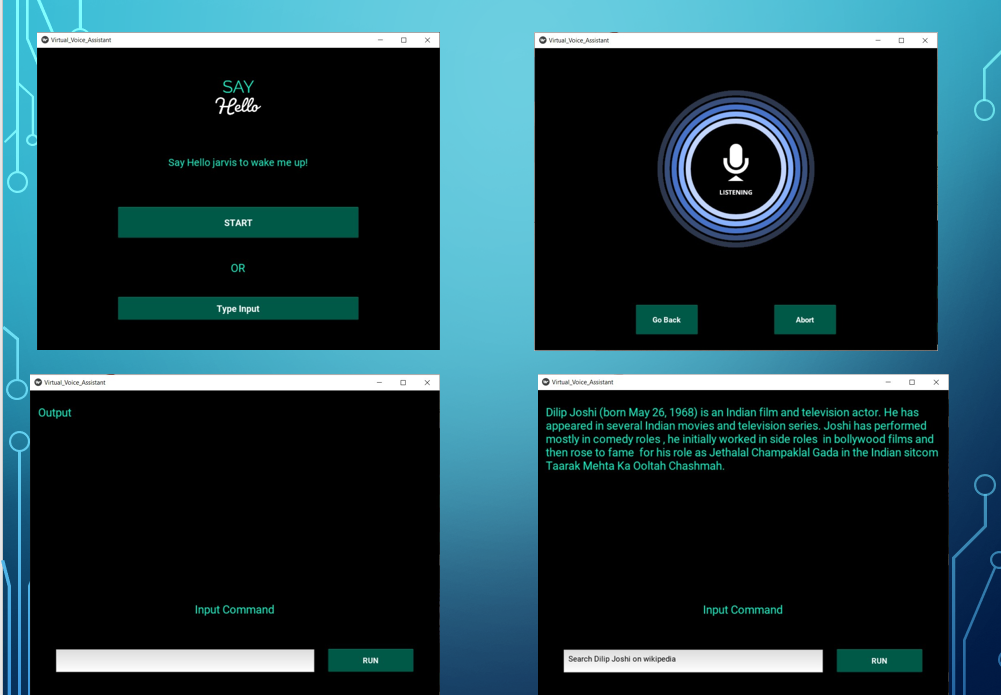 Virtual_Voice_Assistant
SAY
Hello
Say Hello jarvis to wake me up!
START
OR
Type Input
Virtual_Voice_Assistant
LISTENING
Go Back
Abort
Virtual_Voice_Assistant
Output
Input Command
RUN
Virtual_Voice_Assistant
Dilip Joshi (born May 26, 1968) is an Indian film and television actor. He has
appeared in several Indian movies and television series. Joshi has performed
mostly in comedy roles , he initially worked in side roles  in bollywood films and
then rose to fame  for his role as Jethalal Champaklal Gada in the Indian sitcom
Taarak Mehta Ka Ooltah Chashmah.
Input Command
Search Dilip Joshi on wikipedia
RUN